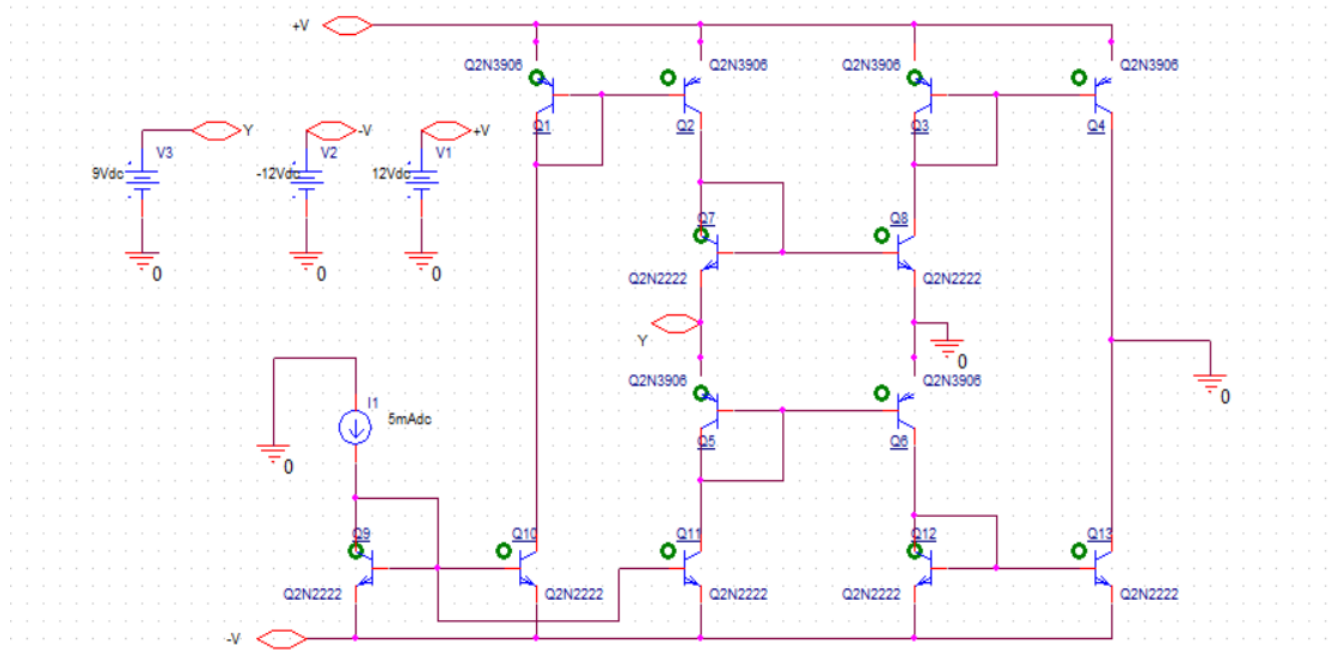 +V
Q2N3906 Q2N3906 Q2N3906 Q2N3906
Q1 Q2 Q3 Q4
Y -V +V
V3 V2 V1
9Vdc -12Vdc 12Vdc
0 0 0
Q7 Q8
Q2N2222 Q2N2222
Y
0
0
Q2N3906 Q2N3906
I1
5mAdc
Q5 Q6
0
Q9 Q10 Q11 Q12 Q13
Q2N2222 Q2N2222 Q2N2222 Q2N2222 Q2N2222
-V